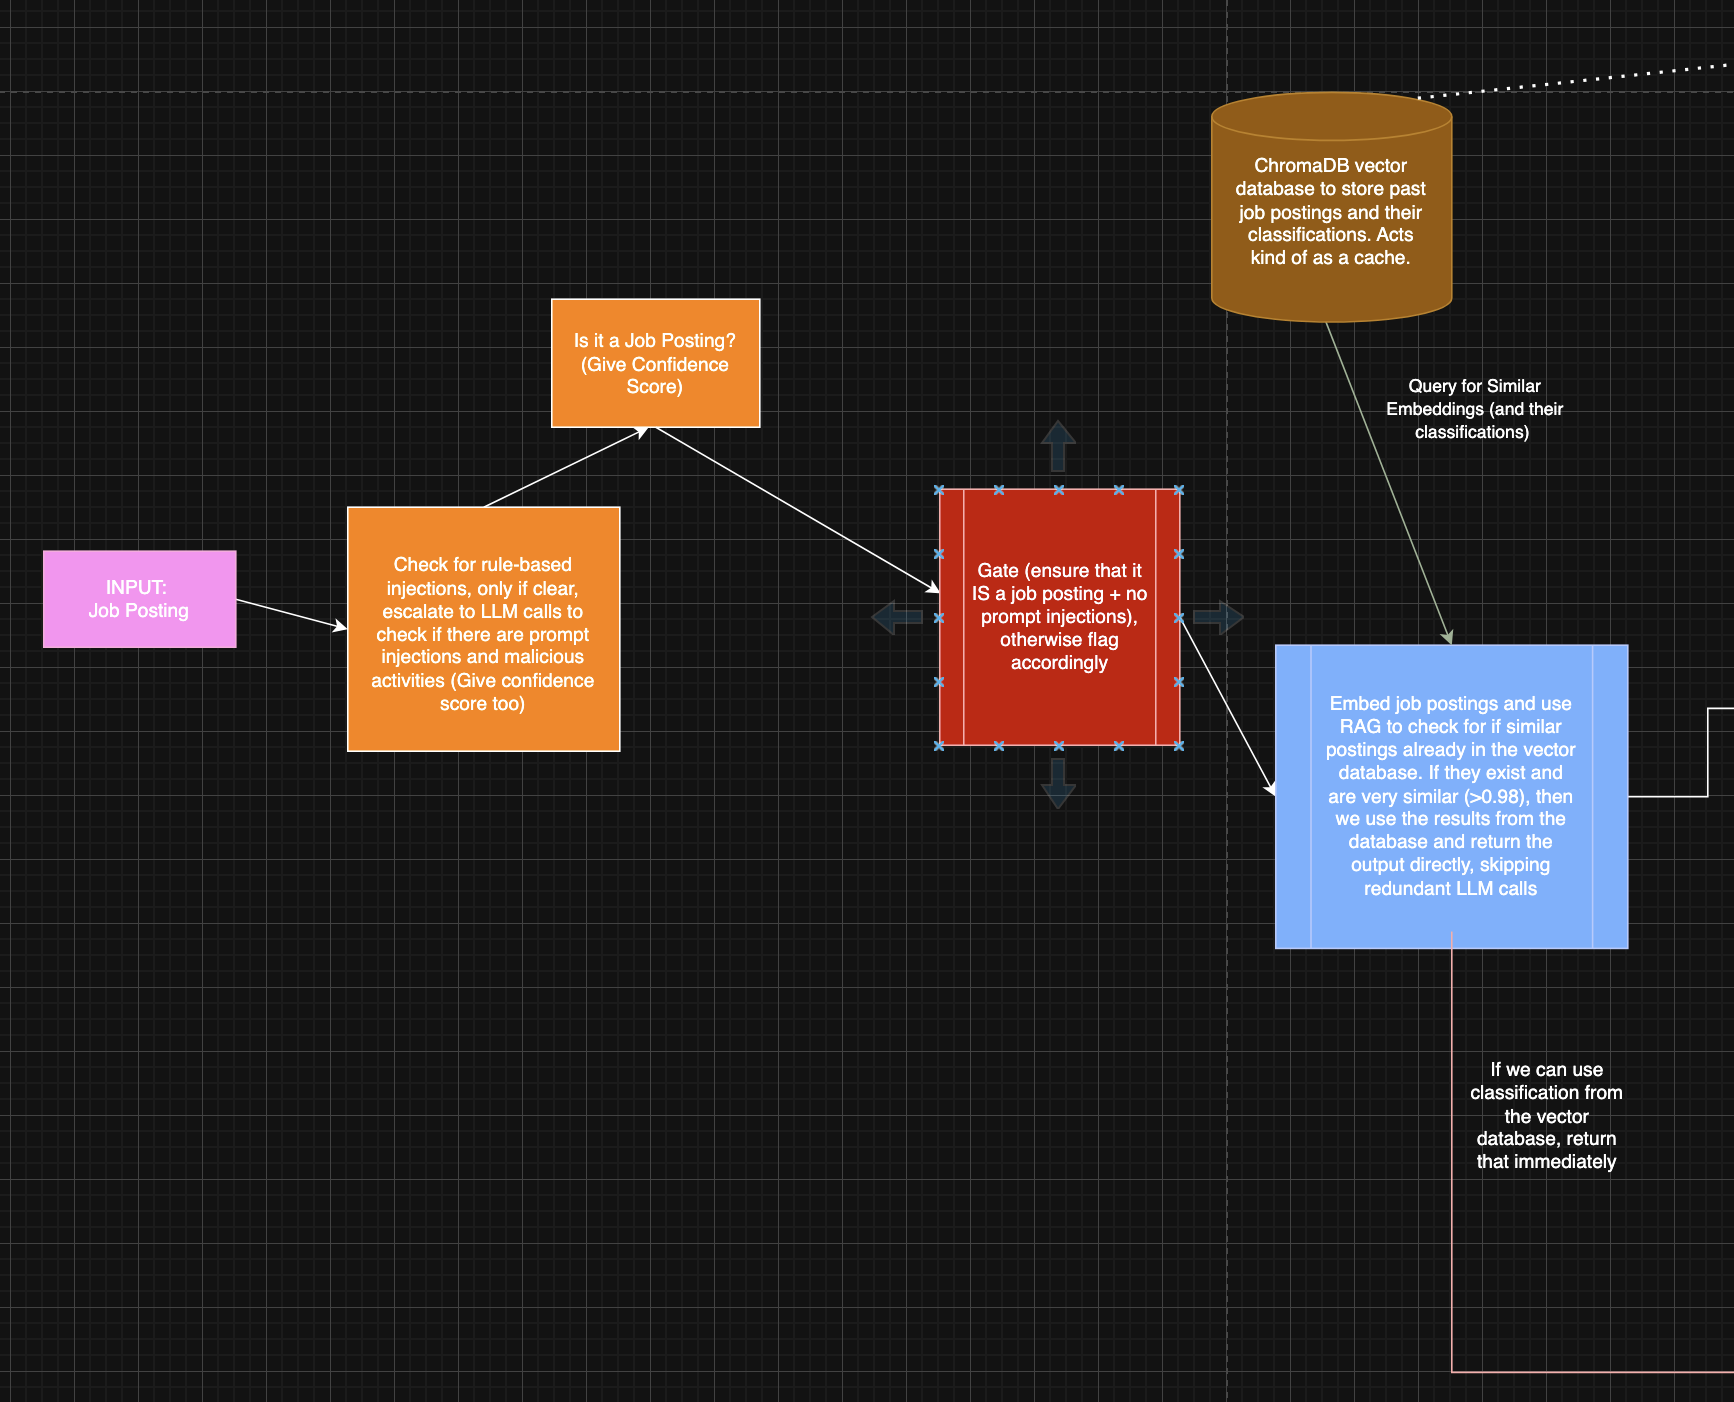 INPUT:
Job Posting
Check for rule-based
injections, only if clear,
escalate to LLM calls to
check if there are prompt
injections and malicious
activities (Give confidence
score too)
Is it a Job Posting?
(Give Confidence
Score)
Gate (ensure that it
IS a job posting + no
prompt injections),
otherwise flag
accordingly
ChromaDB vector
database to store past
job postings and their
classifications. Acts
kind of as a cache.
Query for Similar
Embeddings (and their
classifications)
Embed job postings and use
RAG to check for if similar
postings already in the vector
database. If they exist and
are very similar (>0.98), then
we use the results from the
database and return the
output directly, skipping
redundant LLM calls
If we can use
classification from
the vector
database, return
that immediately